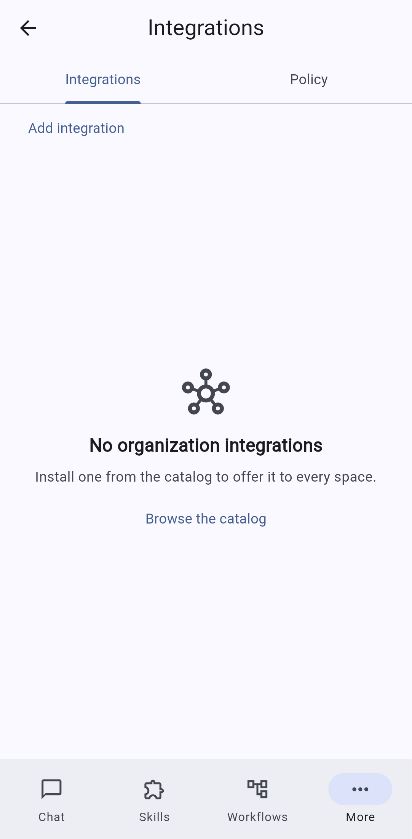 Integrations
Integrations
Policy
Add integration
No organization integrations
Install one from the catalog to offer it to every space.
Browse the catalog
Chat
Skills
Workflows
More